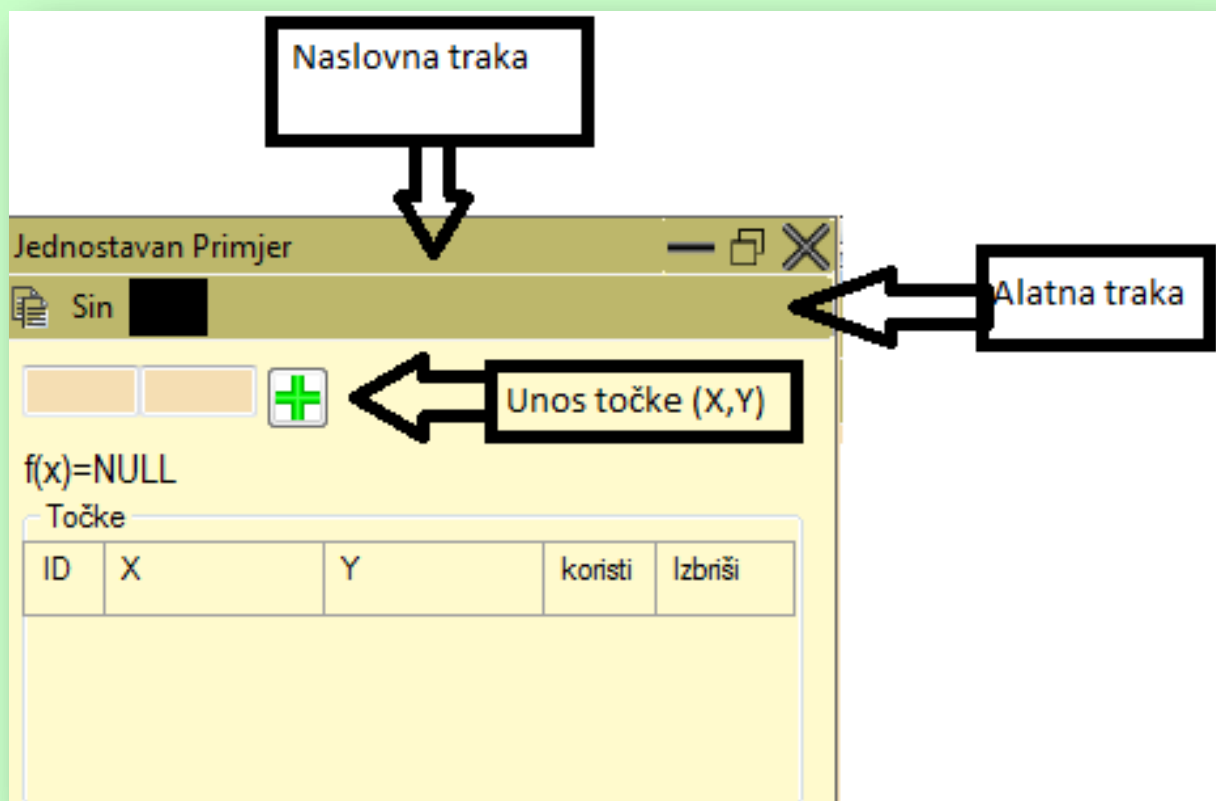 Naslovna traka
Jednostavan Primjer
Sin
Alatna traka
Unos točke (X,Y)
f(x)=NULL
Točke
ID X Y koristi Izbriši